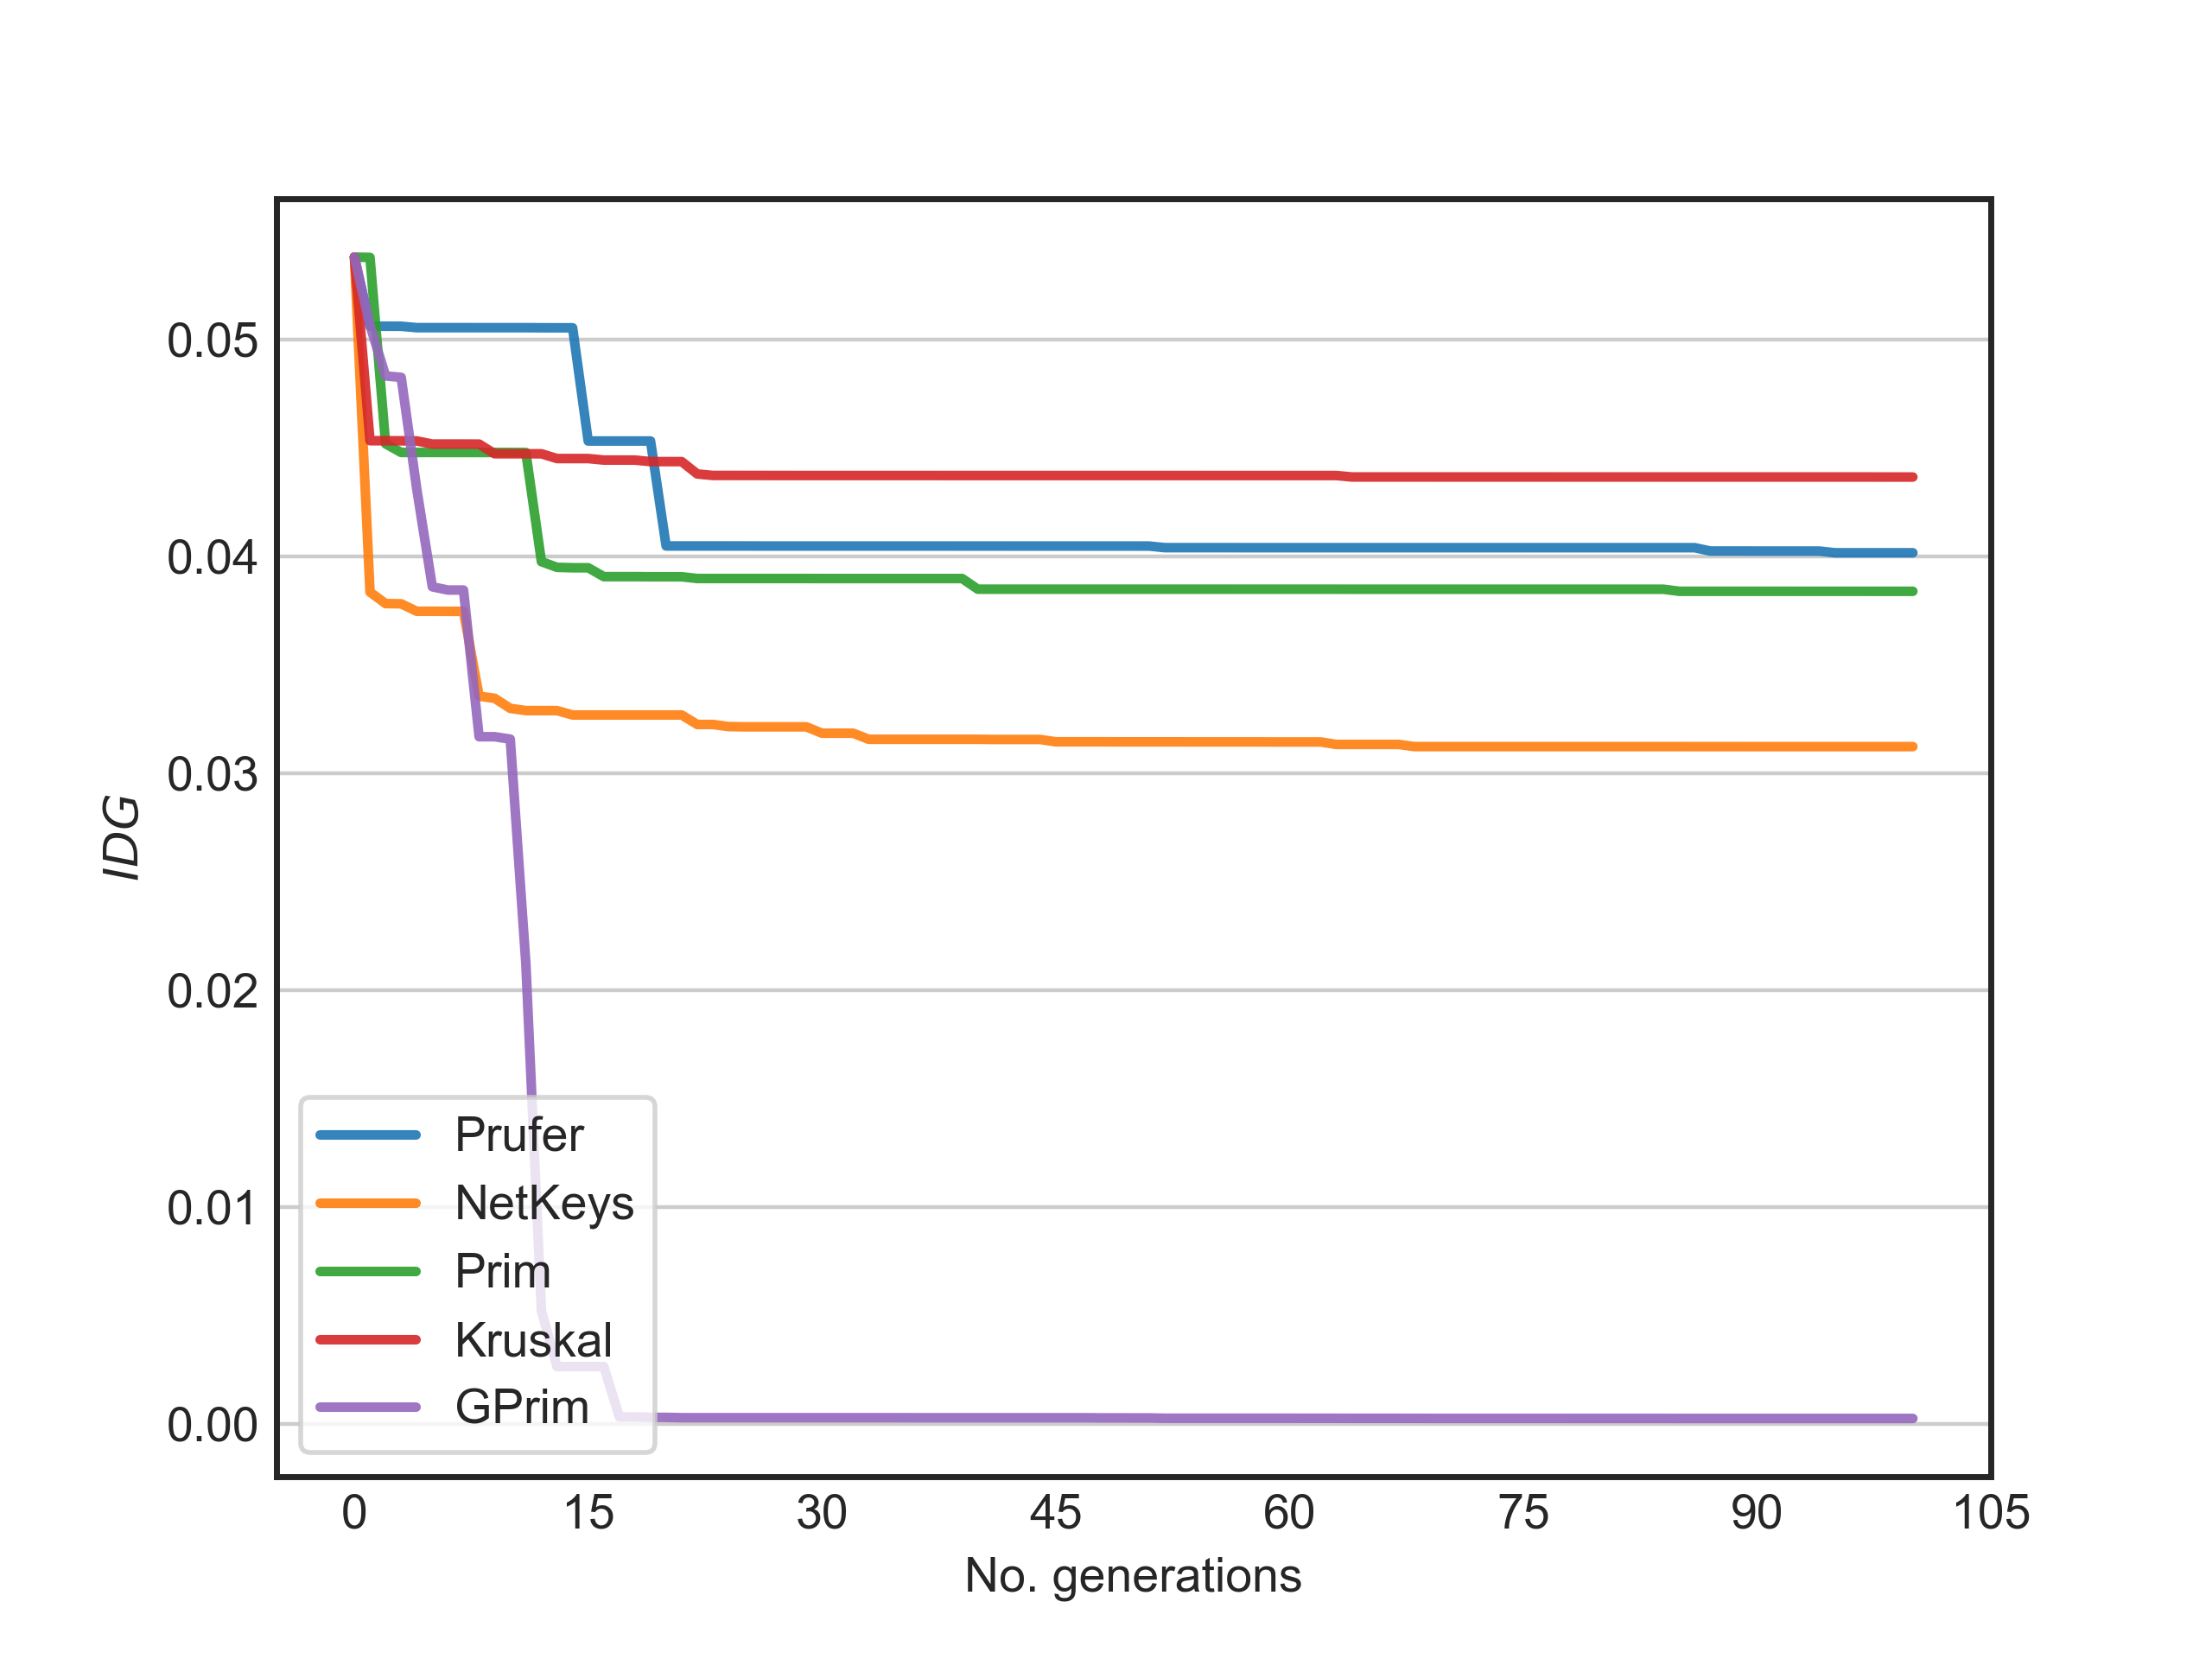 0.05
0.04
0.03
0.02
0.01
0.00
IDG
Prufer
NetKeys
Prim
Kruskal
GPrim
0 15 30 45 60 75 90 105
No. generations